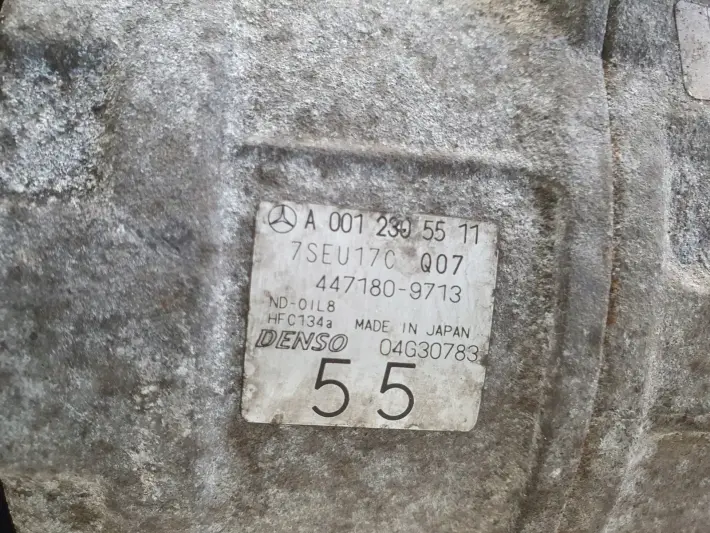 A 001 230 55 11
7SEU17C Q07
447180-9713
ND-OIL8
HFC134a MADE IN JAPAN
DENSO 04G30783
55